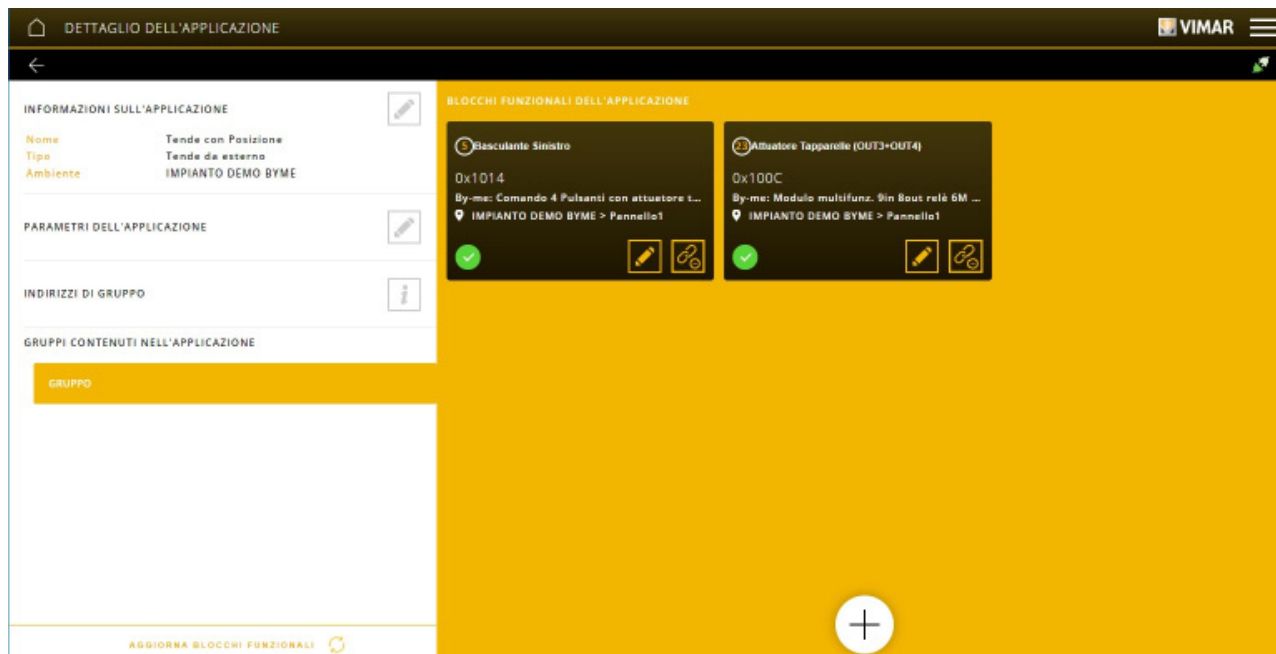 DETTAGLIO DELL'APPLICAZIONE
VIMAR
INFORMAZIONI SULL'APPLICAZIONE
Nome Tende con Posizione
Tipo Tende da esterno
Ambiente IMPIANTO DEMO BYME
PARAMETRI DELL'APPLICAZIONE
INDIRIZZI DI GRUPPO
i
GRUPPI CONTENUTI NELL'APPLICAZIONE
GRUPPO
AGGIORNA BLOCCHI FUNZIONALI
BLOCCHI FUNZIONALI DELL'APPLICAZIONE
5 Basculante Sinistro
0x1014
By-me: Comando 4 Pulsanti con attuatore t...
IMPIANTO DEMO BYME > Pannello1
23 Attuatore Tapparelle (OUT3+OUT4)
0x100C
By-me: Modulo multifunz. 9in 8out relè 6M ...
IMPIANTO DEMO BYME > Pannello1